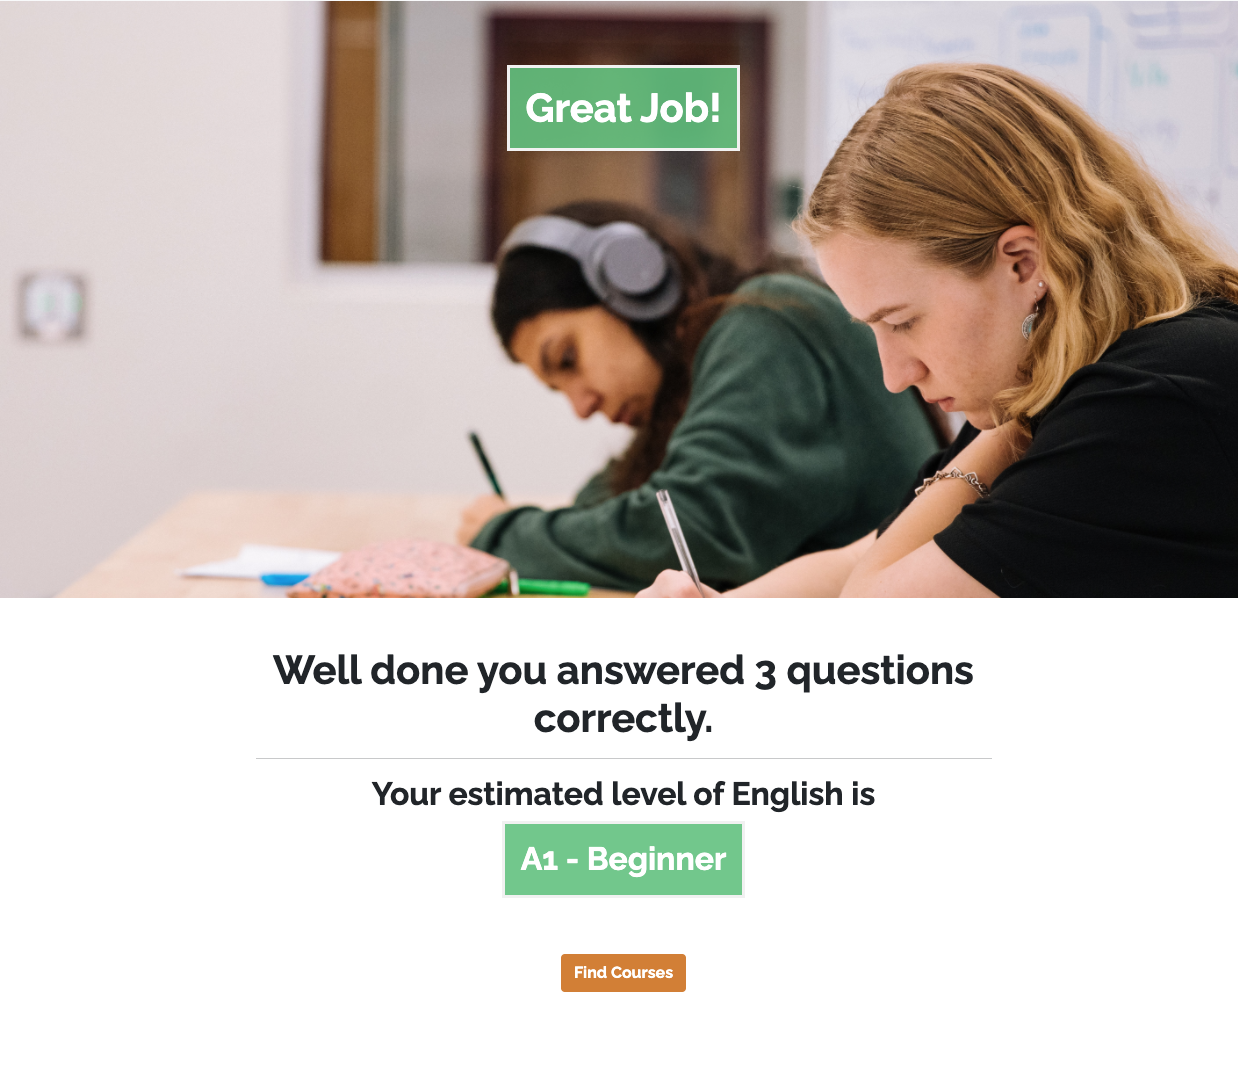 Great Job!
Well done you answered 3 questions
correctly.
Your estimated level of English is
A1 - Beginner
Find Courses